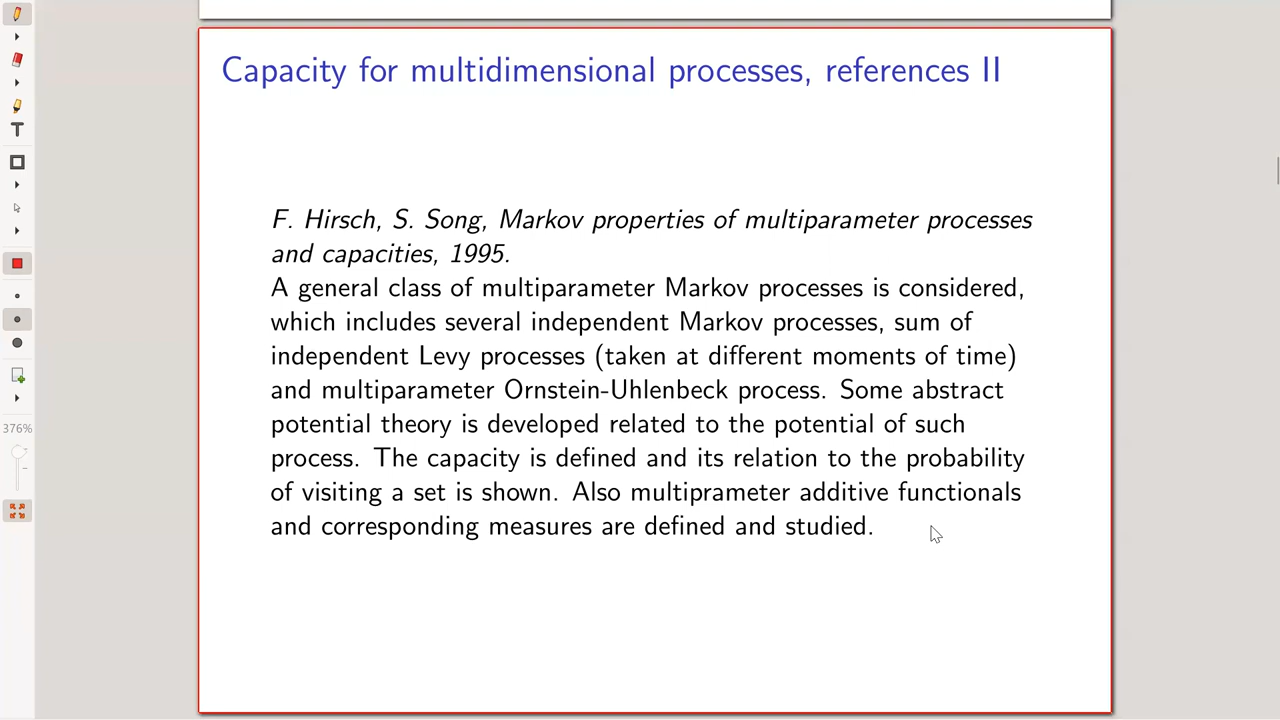 Capacity for multidimensional processes, references II
F. Hirsch, S. Song, Markov properties of multiparameter processes
and capacities, 1995.
A general class of multiparameter Markov processes is considered,
which includes several independent Markov processes, sum of
independent Levy processes (taken at different moments of time)
and multiparameter Ornstein-Uhlenbeck process. Some abstract
potential theory is developed related to the potential of such
process. The capacity is defined and its relation to the probability
of visiting a set is shown. Also multiprameter additive functionals
and corresponding measures are defined and studied.
T
376%